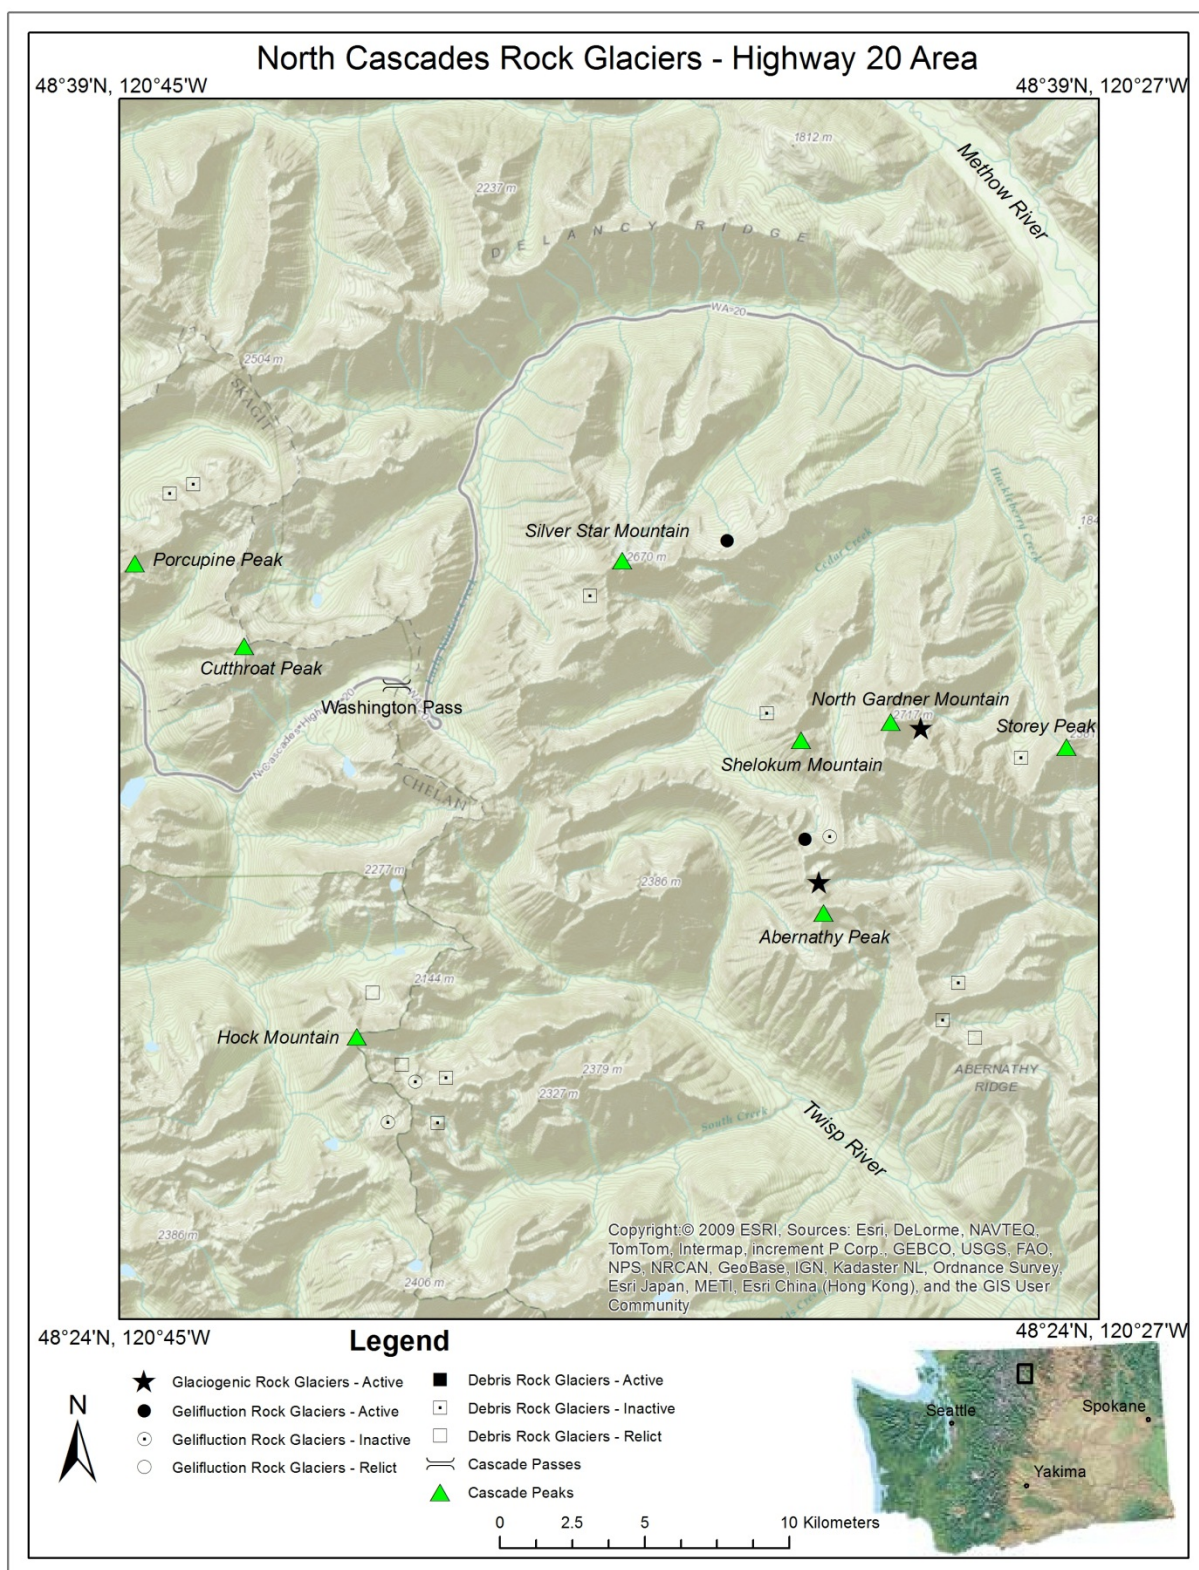 North Cascades Rock Glaciers - Highway 20 Area
48°39'N, 120°45'W
48°39'N, 120°27'W
1812 m
Methow River
2237 m
DELANCY RIDGE
WA 20
2504 m
SKAGIT
Huckleberry Creek
184
Silver Star Mountain
2670 m
Cedar Creek
Porcupine Peak
Early Winters Creek
Cutthroat Peak
Washington Pass
N Cascades Highway 20
North Gardner Mountain
2717 m
Storey Peak
Shelokum Mountain
CHELAN
2277 m
2386 m
Abernathy Peak
2144 m
Hock Mountain
2379 m
ABERNATHY
RIDGE
2327 m
South Creek
Twisp River
2386 m
2406 m
Copyright:© 2009 ESRI, Sources: Esri, DeLorme, NAVTEQ,
TomTom, Intermap, increment P Corp., GEBCO, USGS, FAO,
NPS, NRCAN, GeoBase, IGN, Kadaster NL, Ordnance Survey,
Esri Japan, METI, Esri China (Hong Kong), and the GIS User
Community
48°24'N, 120°45'W
48°24'N, 120°27'W
Legend
N
Glaciogenic Rock Glaciers - Active
Gelifluction Rock Glaciers - Active
Gelifluction Rock Glaciers - Inactive
Gelifluction Rock Glaciers - Relict
Debris Rock Glaciers - Active
Debris Rock Glaciers - Inactive
Debris Rock Glaciers - Relict
Cascade Passes
Cascade Peaks
0 2.5 5 10 Kilometers
Seattle
Spokane
Yakima